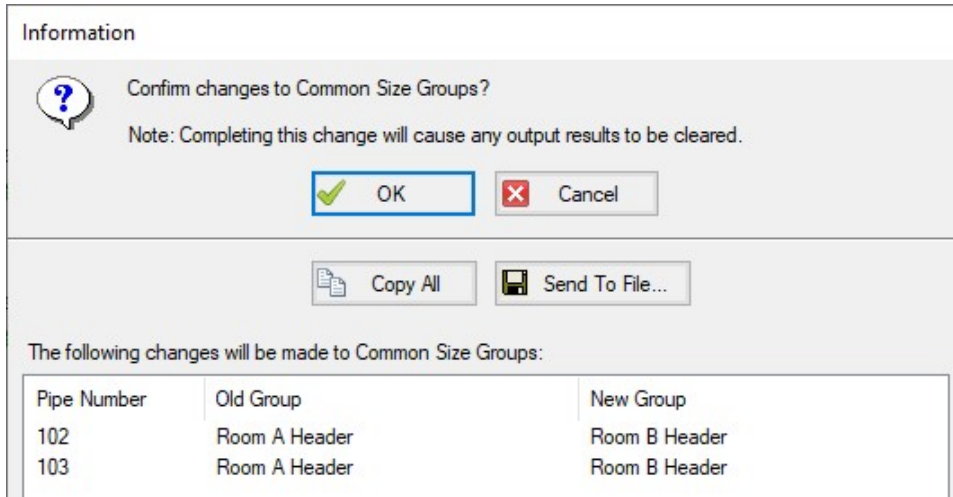 Information
Confirm changes to Common Size Groups?
Note: Completing this change will cause any output results to be cleared.
OK Cancel
Copy All Send To File...
The following changes will be made to Common Size Groups:
Pipe Number Old Group New Group
102 Room A Header Room B Header
103 Room A Header Room B Header